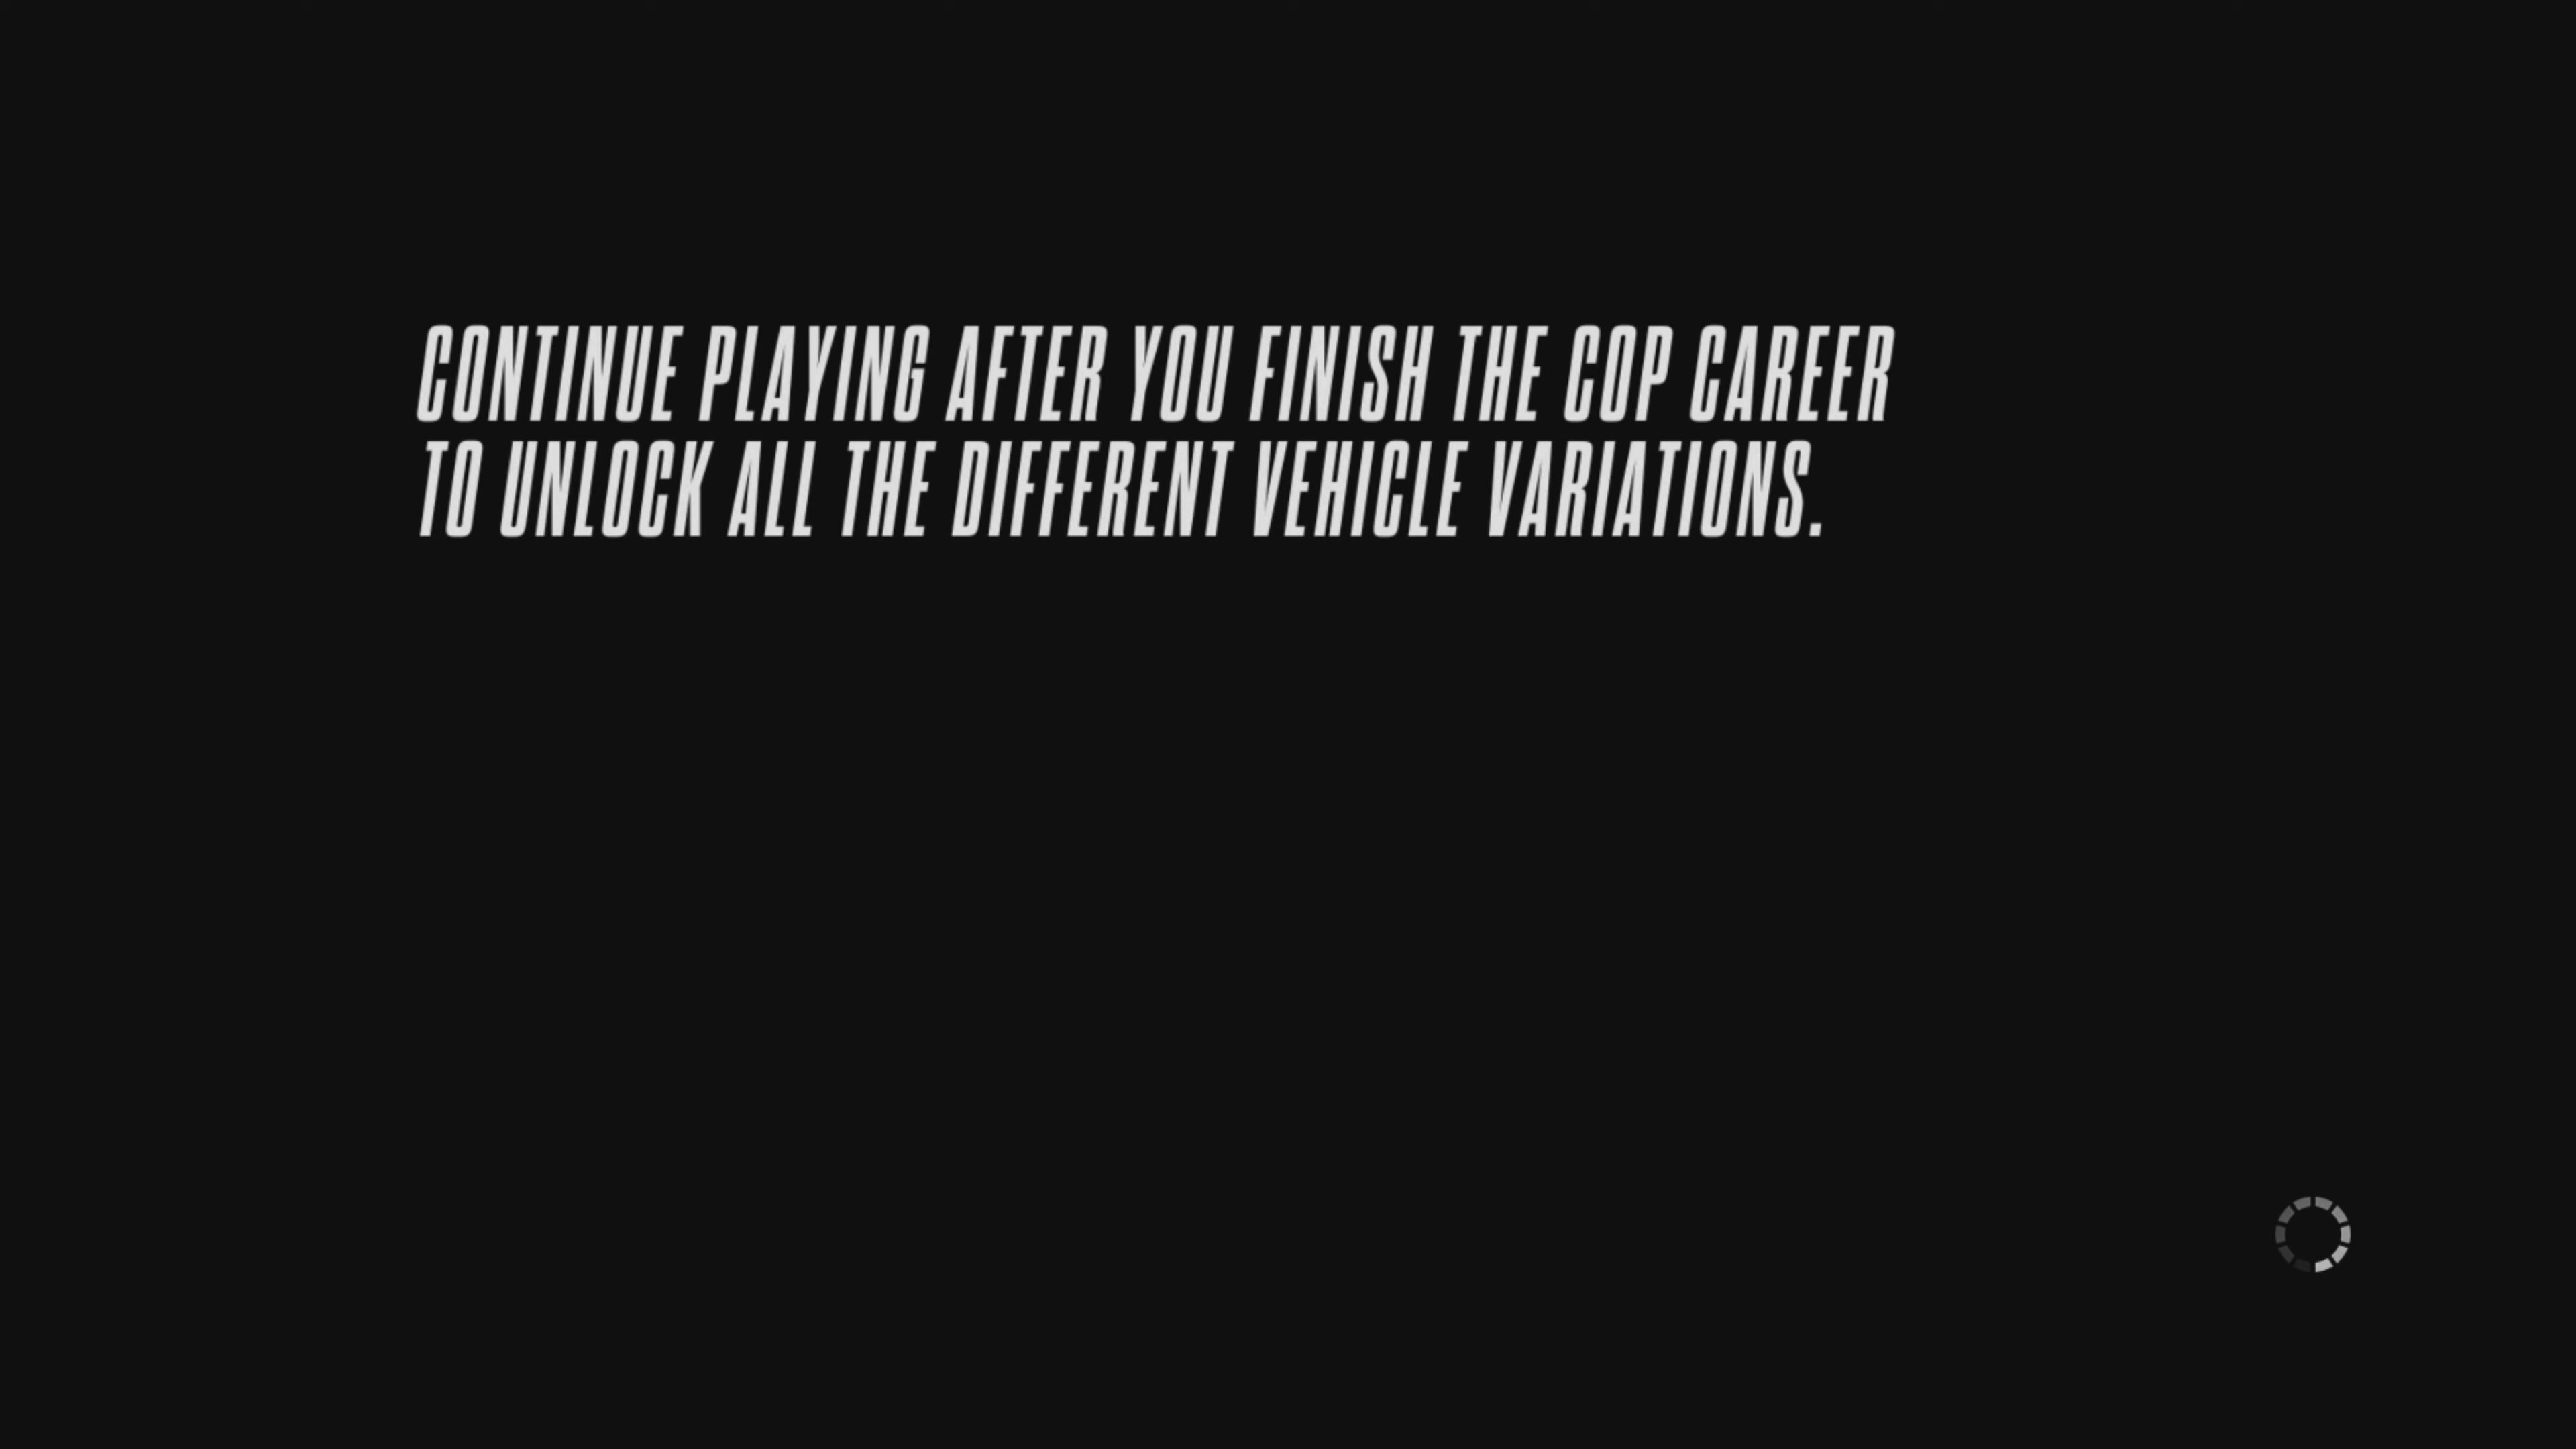 CONTINUE PLAYING AFTER YOU FINISH THE COP CAREER
TO UNLOCK ALL THE DIFFERENT VEHICLE VARIATIONS.